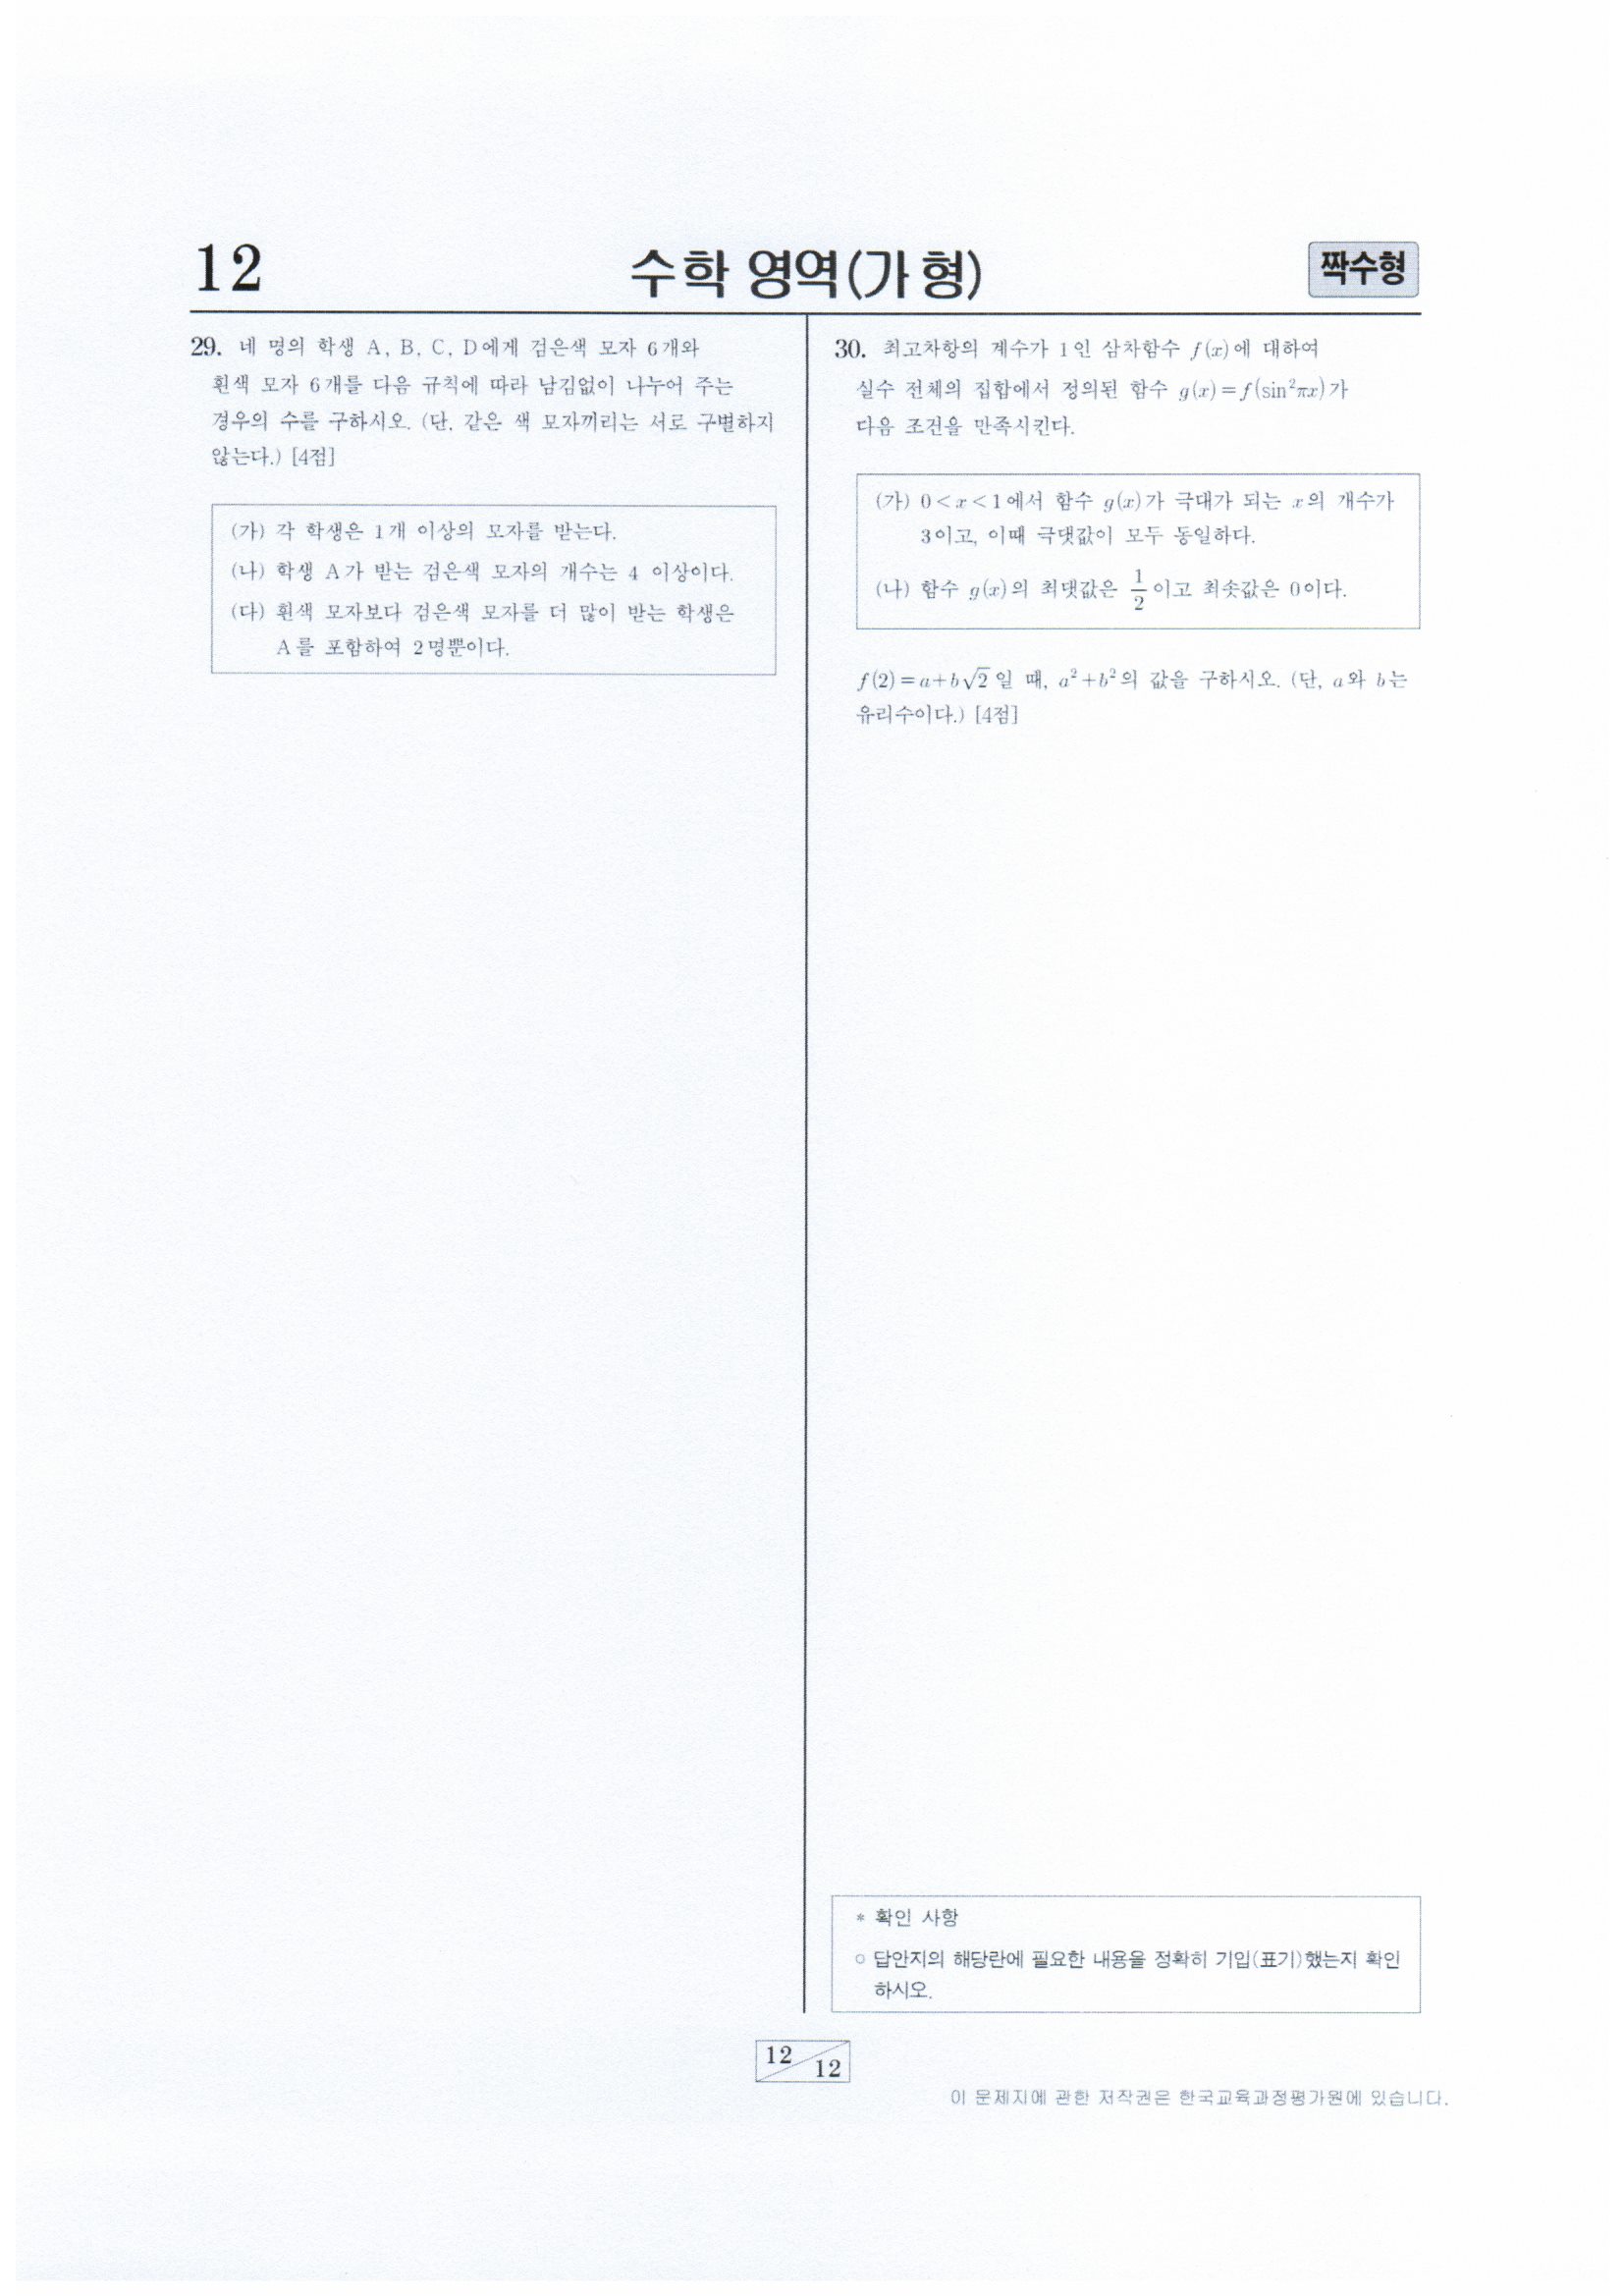 12
수학 영역(가형)
짝수형
29. 네 명의 학생 A, B, C, D에게 검은색 모자 6개와
흰색 모자 6개를 다음 규칙에 따라 남김없이 나누어 주는
경우의 수를 구하시오. (단, 같은 색 모자끼리는 서로 구별하지
않는다.) [4점]
(가) 각 학생은 1개 이상의 모자를 받는다.
(나) 학생 A가 받는 검은색 모자의 개수는 4 이상이다.
(다) 흰색 모자보다 검은색 모자를 더 많이 받는 학생은
A를 포함하여 2명뿐이다.
30. 최고차항의 계수가 1인 삼차함수 f(x)에 대하여
실수 전체의 집합에서 정의된 함수 g(x)=f(sin²πx)가
다음 조건을 만족시킨다.
(가) 0<x<1에서 함수 g(x)가 극대가 되는 x의 개수가
3이고, 이때 극댓값이 모두 동일하다.
(나) 함수 g(x)의 최댓값은 1/2이고 최솟값은 0이다.
f(2)=a+b√2일 때, a²+b²의 값을 구하시오. (단, a와 b는
유리수이다.) [4점]
* 확인 사항
○ 답안지의 해당란에 필요한 내용을 정확히 기입(표기)했는지 확인
하시오.
12
12
이 문제지에 관한 저작권은 한국교육과정평가원에 있습니다.